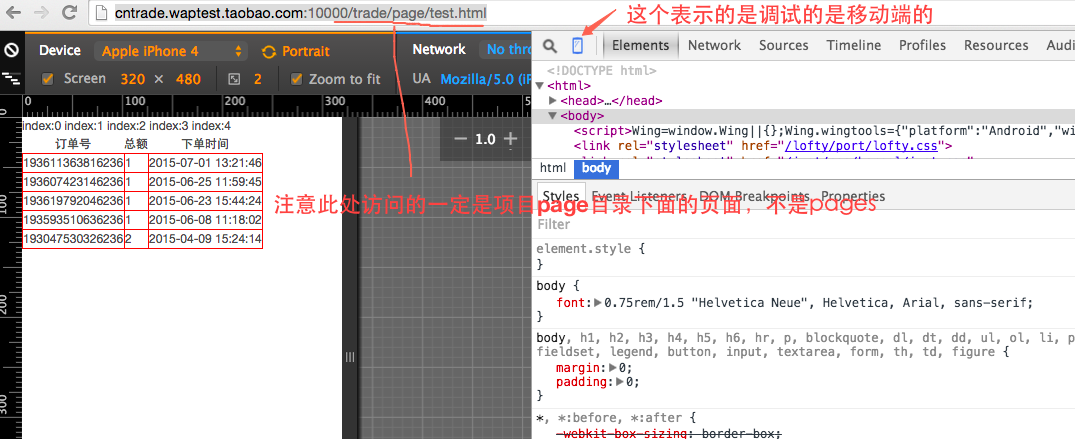 cntrade.waptest.taobao.com:10000/trade/page/test.html
这个表示的是调试的是移动端的
Device Apple iPhone 4 Portrait Network No thro
Screen 320 × 480 2 Zoom to fit UA Mozilla/5.0 (iP
Elements Network Sources Timeline Profiles Resources Audi
0 100 200 300 400
100
200
300
1.0
index:0 index:1 index:2 index:3 index:4
订单号 总额 下单时间
193611363816236 1 2015-07-01 13:21:46
193607423146236 1 2015-06-25 11:59:45
193619792046236 1 2015-06-23 15:44:24
193593510636236 1 2015-06-08 11:18:02
193047530326236 2 2015-04-09 15:24:14
注意此处访问的一定是项目page目录下面的页面，不是pages
<!DOCTYPE html>
<html>
<head>…</head>
<body>
<script>Wing=window.Wing||{};Wing.wingtools={"platform":"Android","wi
<link rel="stylesheet" href="/lofty/port/lofty.css">
html body
Styles Event Listeners DOM Breakpoints Properties
Filter
element.style {
}
body {
font:0.75rem/1.5 "Helvetica Neue", Helvetica, Arial, sans-serif;
}
body, h1, h2, h3, h4, h5, h6, hr, p, blockquote, dl, dt, dd, ul, ol, li, p
fieldset, legend, button, input, textarea, form, th, td, figure {
margin:0;
padding:0;
}
*, *:before, *:after {
-webkit-box-sizing: border-box;